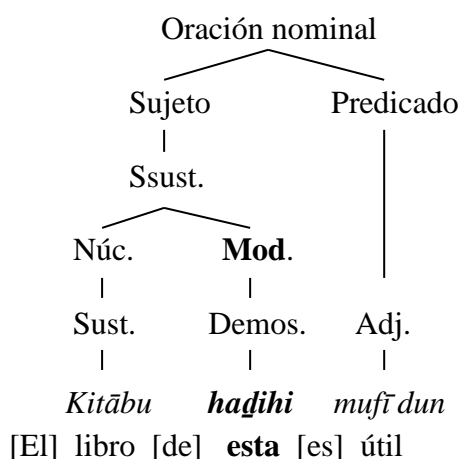 Oración nominal
Sujeto Predicado
Ssust.
Núc. Mod.
Sust. Demos. Adj.
Kitābu haḏihi mufī dun
[El] libro [de] esta [es] útil